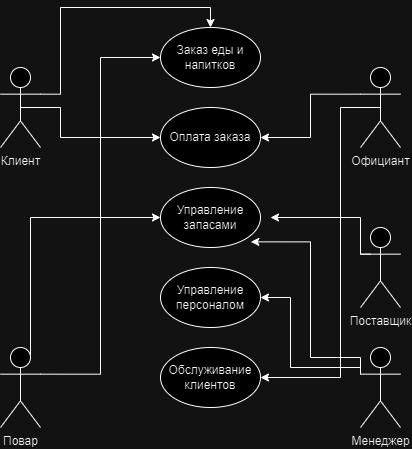 Заказ еды и
напитков
Клиент
Оплата заказа
Официант
Управление
запасами
Поставщик
Управление
персоналом
Обслуживание
клиентов
Повар
Менеджер